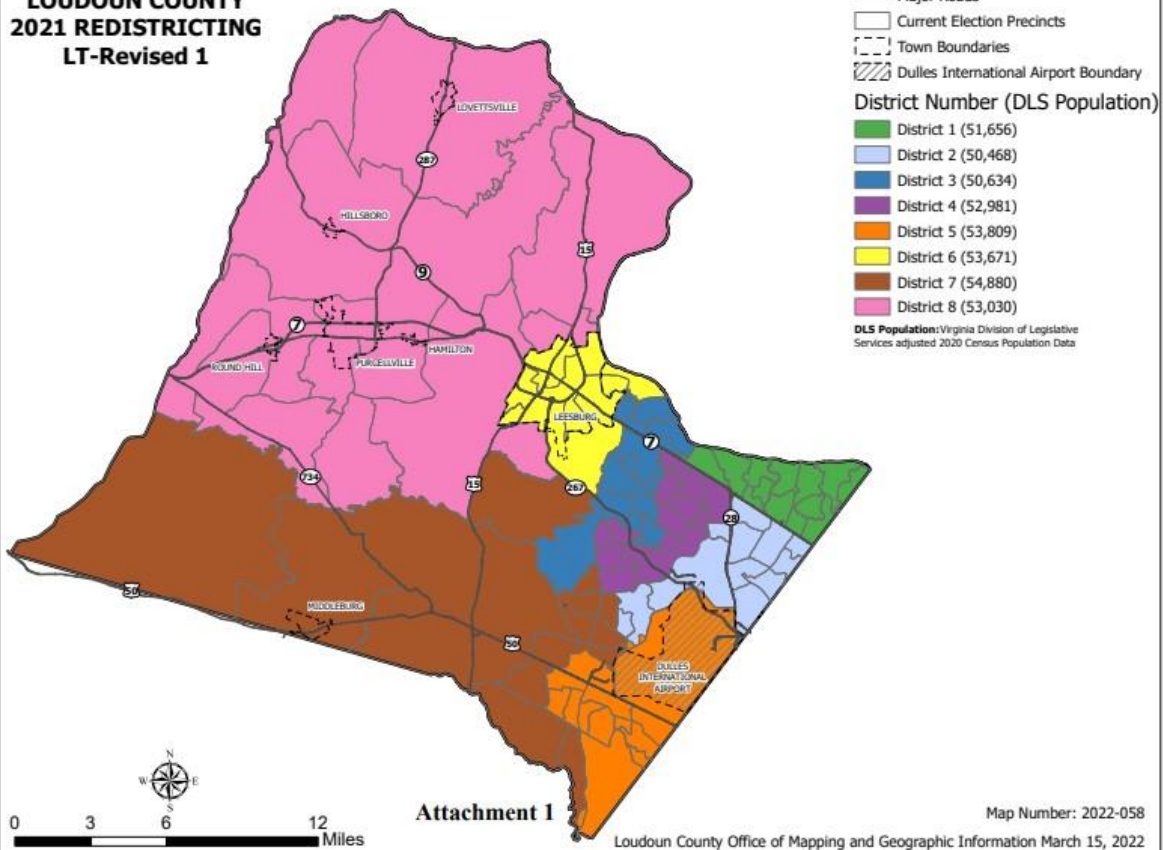 LOUDOUN COUNTY
2021 REDISTRICTING
LT-Revised 1
Major Roads
Current Election Precincts
Town Boundaries
Dulles International Airport Boundary
District Number (DLS Population)
District 1 (51,656)
District 2 (50,468)
District 3 (50,634)
District 4 (52,981)
District 5 (53,809)
District 6 (53,671)
District 7 (54,880)
District 8 (53,030)
DLS Population:Virginia Division of Legislative
Services adjusted 2020 Census Population Data
LOVETTSVILLE
287
HILLSBORO
15
9
7
HAMILTON
ROUND HILL
PURCELLVILLE
LEESBURG
7
734
15
267
28
50
MIDDLEBURG
50
DULLES
INTERNATIONAL
AIRPORT
N
W E
S
0 3 6 12
Miles
Attachment 1
Map Number: 2022-058
Loudoun County Office of Mapping and Geographic Information March 15, 2022